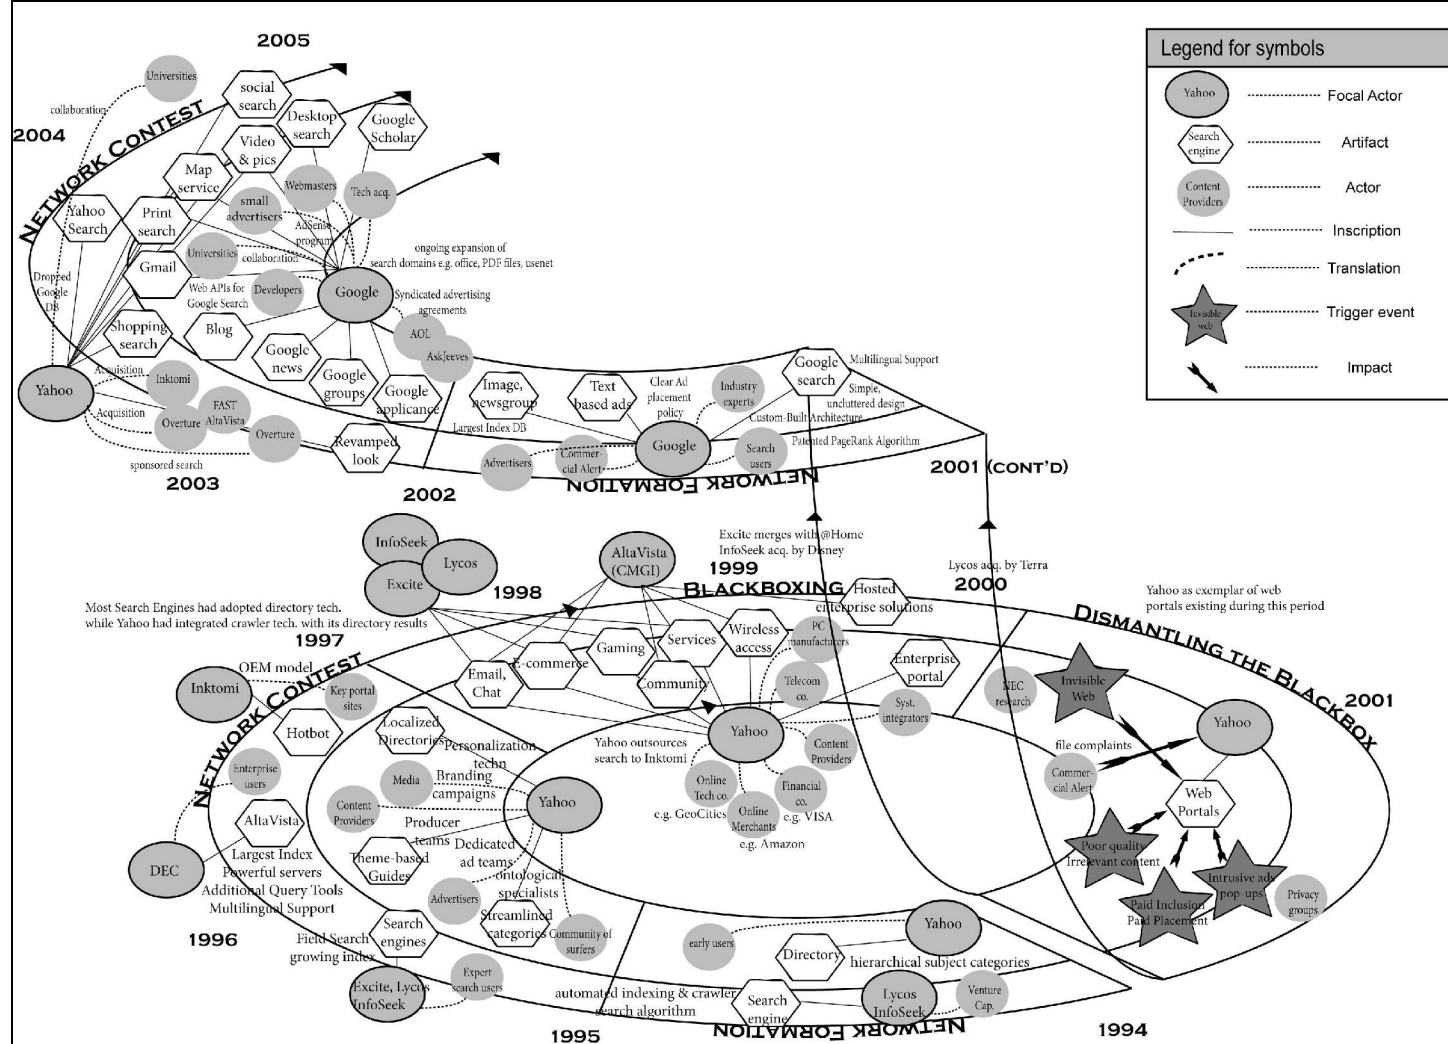 2005
Universities
collaboration
2004
NETWORK CONTEST
social
search
Desktop
search
Google
Scholar
Video
& pics
Map
service
Webmasters
Tech acq.
small
advertisers
AdSense
program
Yahoo
Search
Print
search
Universities
collaboration
ongoing expansion of
search domains e.g. office, PDF files, usenet
Gmail
Dropped
Google
DB
Web APIs for
Google Search
Developers
Google
Syndicated advertising
agreements
AOL
AskJeeves
Shopping
search
Blog
Google
news
Google
groups
Google
applicance
Yahoo
Acquisition
Inktomi
Acquisition
Overture
FAST
AltaVista
Overture
sponsored search
Revamped
look
2003
2002
Image,
newsgroup
Largest Index DB
Text
based ads
Clear Ad
placement
policy
Industry
experts
Google
search
Multilingual Support
Simple,
uncluttered design
Custom-Built Architecture
Patented PageRank Algorithm
Google
Advertisers
Commer-
cial Alert
Search
users
NETWORK FORMATION
2001 (CONT'D)
Legend for symbols
Yahoo
Focal Actor
Search
engine
Artifact
Content
Providers
Actor
Inscription
Translation
Invisible
web
Trigger event
Impact
InfoSeek
Lycos
Excite
1998
AltaVista
(CMGI)
Excite merges with @Home
InfoSeek acq. by Disney
1999
BLACKBOXING
Lycos acq. by Terra
2000
Hosted
enterprise solutions
Yahoo as exemplar of web
portals existing during this period
DISMANTLING THE BLACKBOX
2001
Most Search Engines had adopted directory tech.
while Yahoo had integrated crawler tech. with its directory results
1997
NETWORK CONTEST
OEM model
Inktomi
Key portal
sites
Hotbot
Email,
Chat
E-commerse
Gaming
Services
Community
Wireless
access
PC
manufacturers
Telecom
co.
Enterprise
portal
Syst.
integrators
Yahoo
Yahoo outsources
search to Inktomi
Content
Providers
Online
Tech co.
e.g. GeoCities
Online
Merchants
e.g. Amazon
Financial
co.
e.g. VISA
NEC
research
Invisible
Web
Yahoo
file complaints
Commer-
cial Alert
Web
Portals
Poor quality
Irrelevant content
Paid Inclusion
Paid Placement
Intrusive ads
pop-ups
Privacy
groups
Localized
Directories
Personalization
techn
Enterprise
users
Media
Branding
campaigns
Content
Providers
Producer
teams
Yahoo
AltaVista
DEC
Largest Index
Powerful servers
Additional Query Tools
Multilingual Support
Theme-based
Guides
Dedicated
ad teams
ontological
specialists
Advertisers
Streamlined
categories
Community of
surfers
1996
Search
engines
Field Search
growing index
Excite, Lycos
InfoSeek
Expert
search users
early users
Yahoo
Directory
hierarchical subject categories
automated indexing & crawler
search algorithm
Search
engine
Lycos
InfoSeek
Venture
Cap.
1995
NETWORK FORMATION
1994